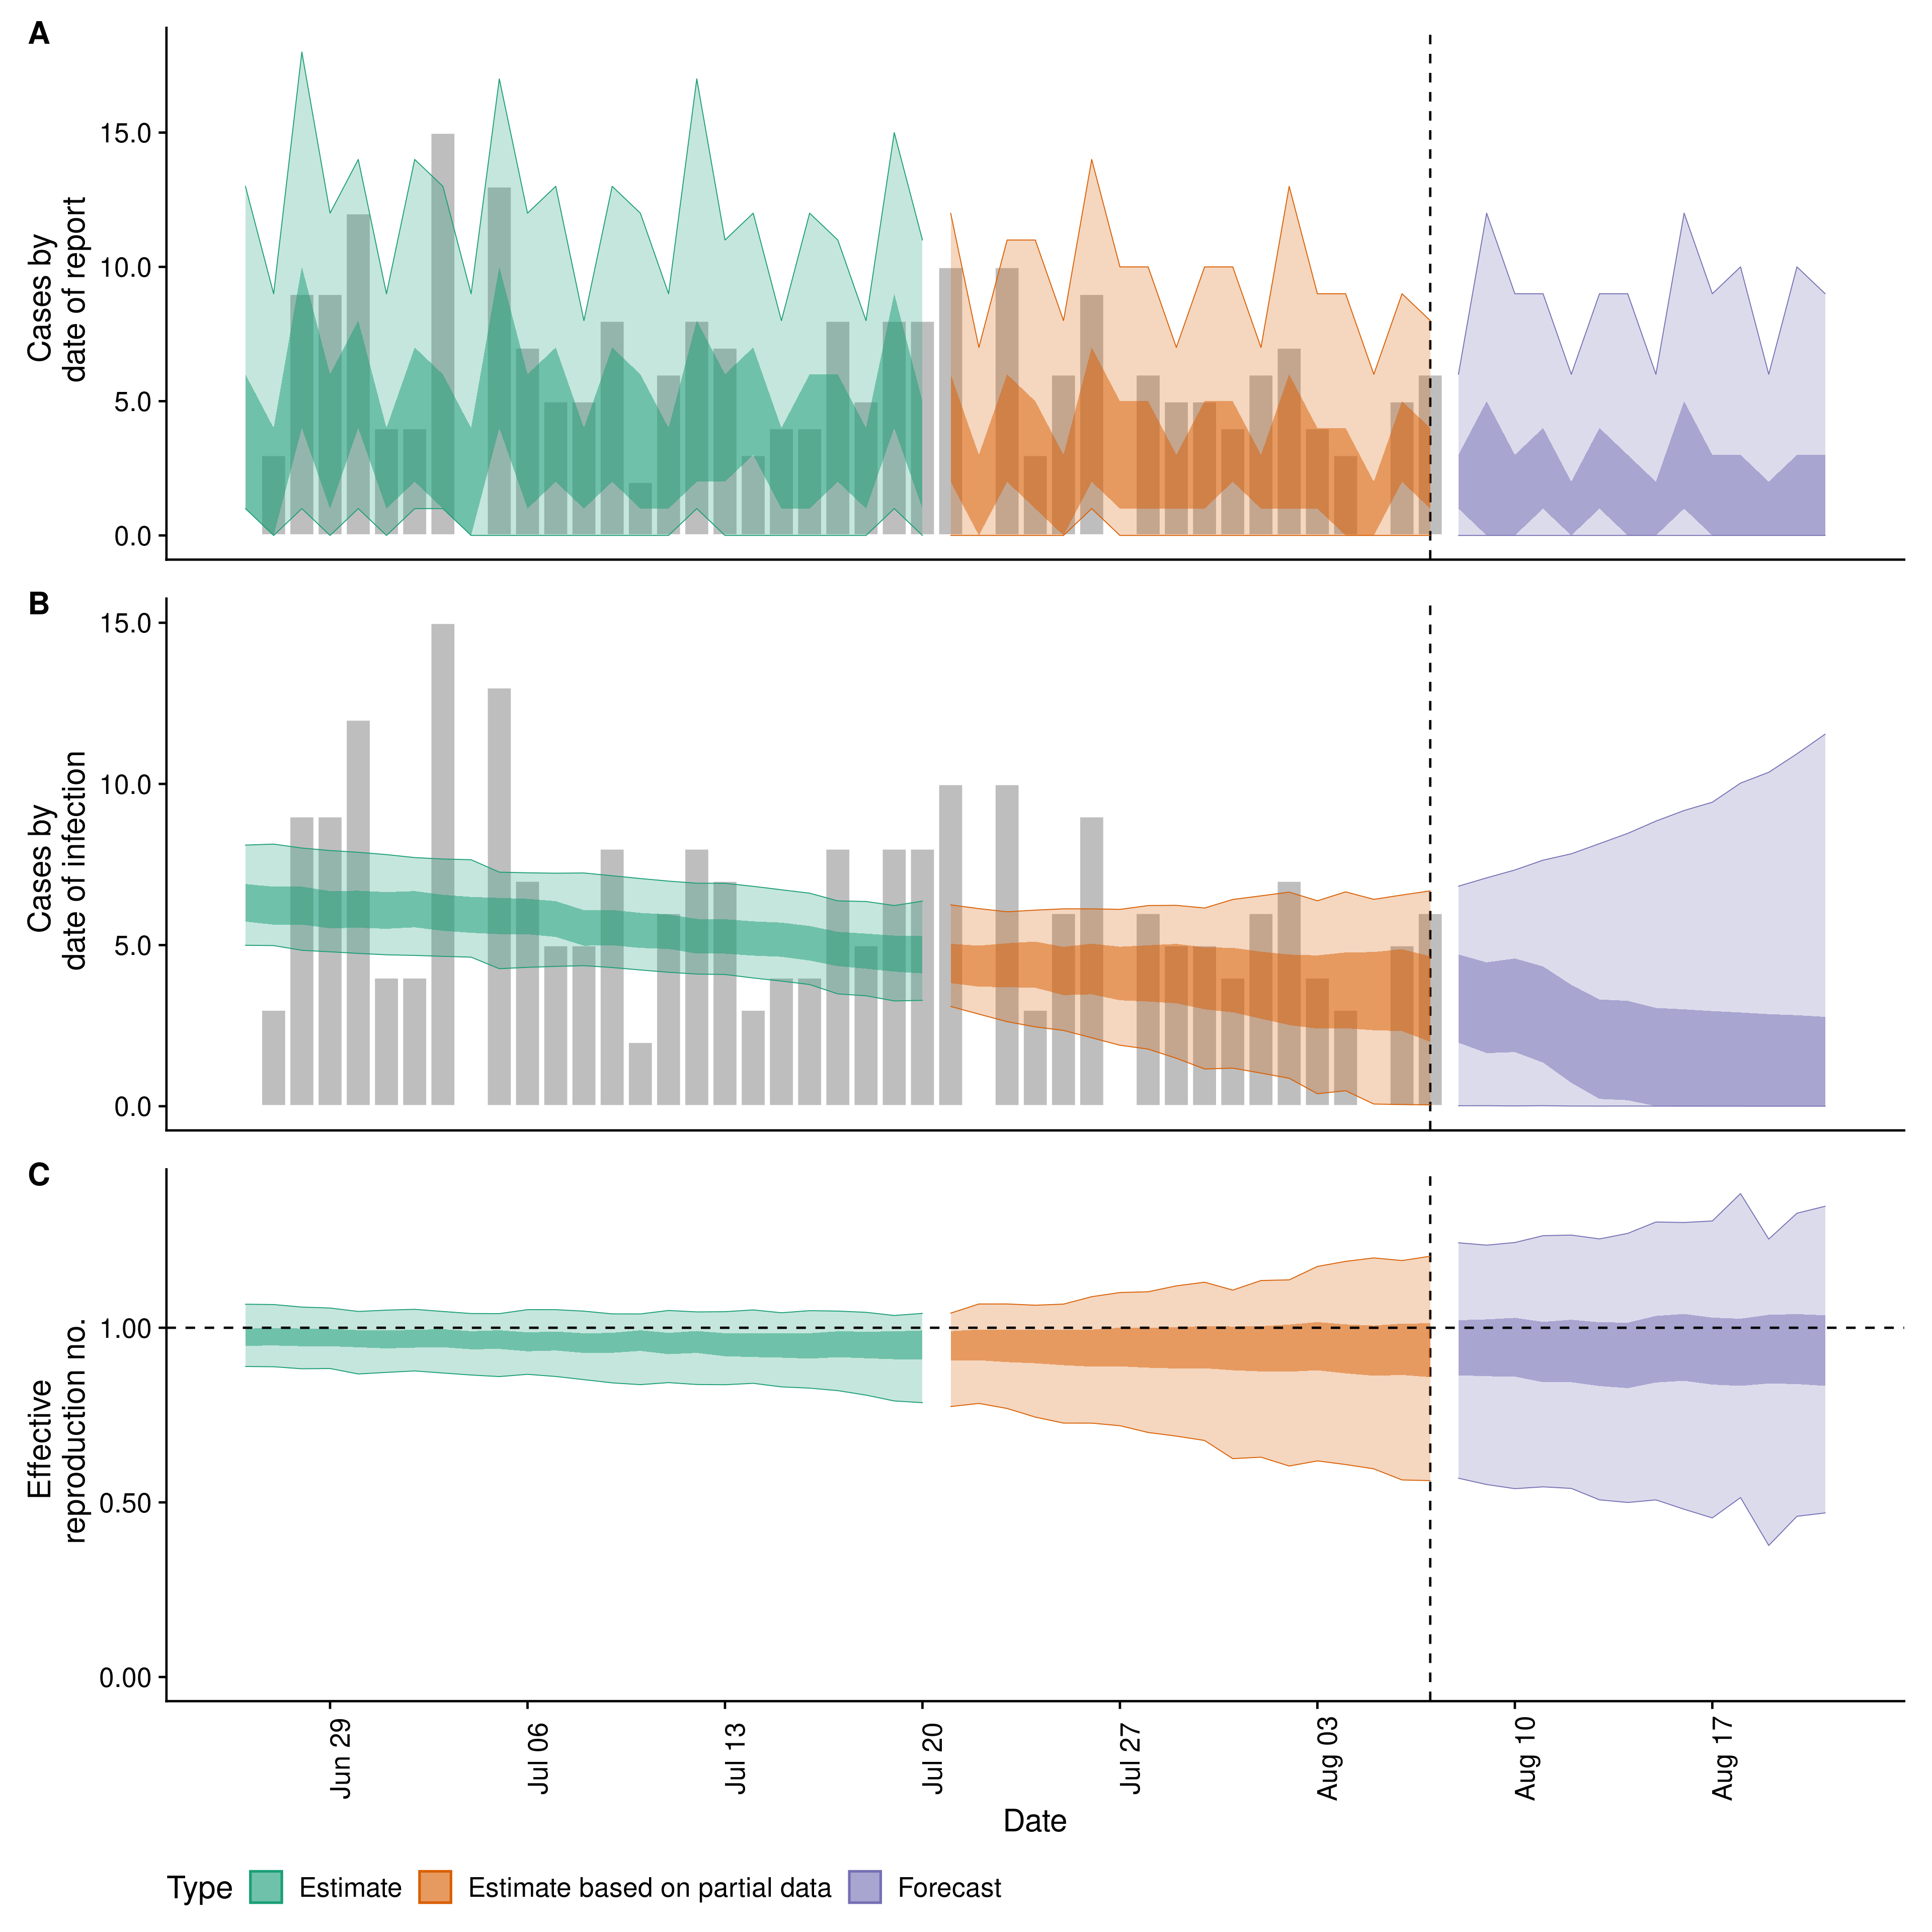 A
Cases by
date of report
15.0
10.0
5.0
0.0
B
Cases by
date of infection
15.0
10.0
5.0
0.0
C
Effective
reproduction no.
1.00
0.50
0.00
Jun 29
Jul 06
Jul 13
Jul 20
Jul 27
Aug 03
Aug 10
Aug 17
Date
Type Estimate Estimate based on partial data Forecast